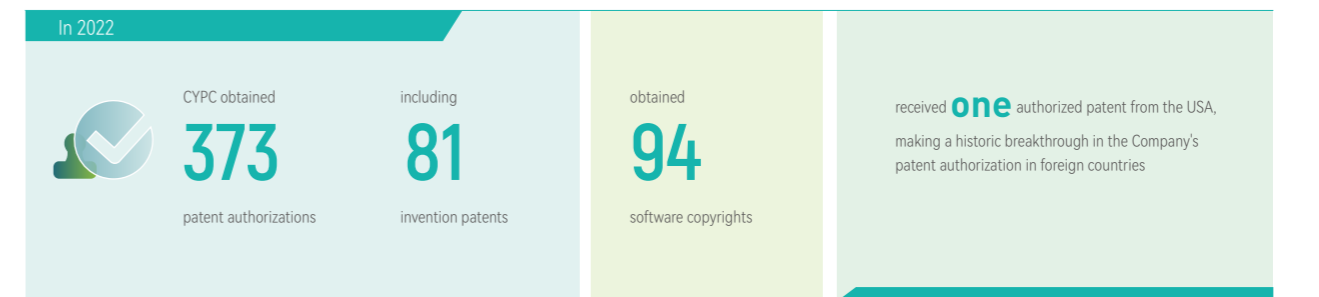 In 2022
CYPC obtained
373
patent authorizations
including
81
invention patents
obtained
94
software copyrights
received one authorized patent from the USA,
making a historic breakthrough in the Company's
patent authorization in foreign countries